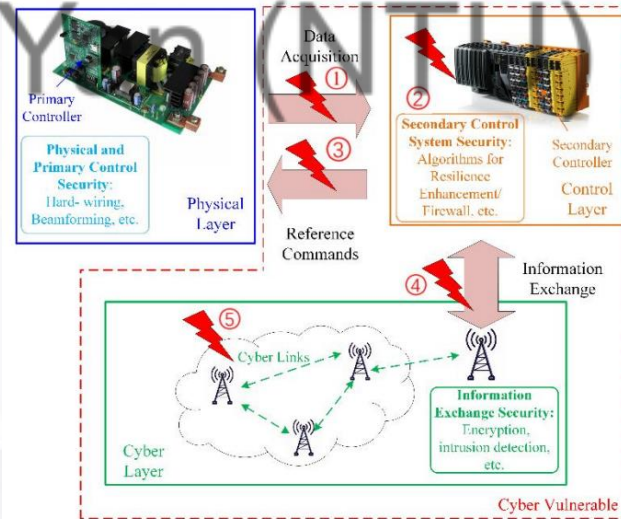 Yan (NTU)
Data
Acquisition
①
Primary
Controller
Physical and
Primary Control
Security:
Hard- wiring,
Beamforming, etc.
Physical
Layer
③
Reference
Commands
②
Secondary Control
System Security:
Algorithms for
Resilience
Enhancement/
Firewall, etc.
Secondary
Controller
Control
Layer
④
Information
Exchange
⑤
Cyber Links
Cyber
Layer
Information
Exchange Security:
Encryption,
intrusion detection,
etc.
Cyber Vulnerable